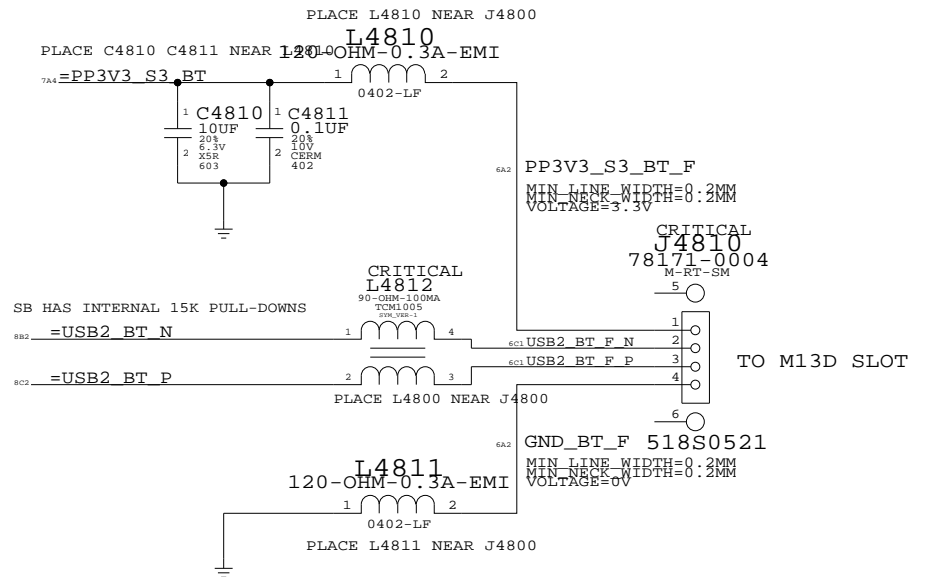 PLACE L4810 NEAR J4800
L4810
PLACE C4810 C4811 NEAR L4810
120-OHM-0.3A-EMI
7A4
=PP3V3_S3_BT
1
2
0402-LF
1
C4810
10UF
20%
6.3V
X5R
603
2
1
C4811
0.1UF
20%
10V
CERM
402
2
6A2
PP3V3_S3_BT_F
MIN_LINE_WIDTH=0.2MM
MIN_NECK_WIDTH=0.2MM
VOLTAGE=3.3V
CRITICAL
J4810
78171-0004
M-RT-SM
5
CRITICAL
L4812
90-OHM-100MA
TCM1005
SYM_VER-1
SB HAS INTERNAL 15K PULL-DOWNS
8B2
=USB2_BT_N
1
4
6C1
USB2_BT_F_N
1
2
6C1
USB2_BT_F_P
3
4
TO M13D SLOT
8C2
=USB2_BT_P
2
3
PLACE L4800 NEAR J4800
6
6A2
GND_BT_F
518S0521
MIN_LINE_WIDTH=0.2MM
MIN_NECK_WIDTH=0.2MM
VOLTAGE=0V
L4811
120-OHM-0.3A-EMI
1
2
0402-LF
PLACE L4811 NEAR J4800